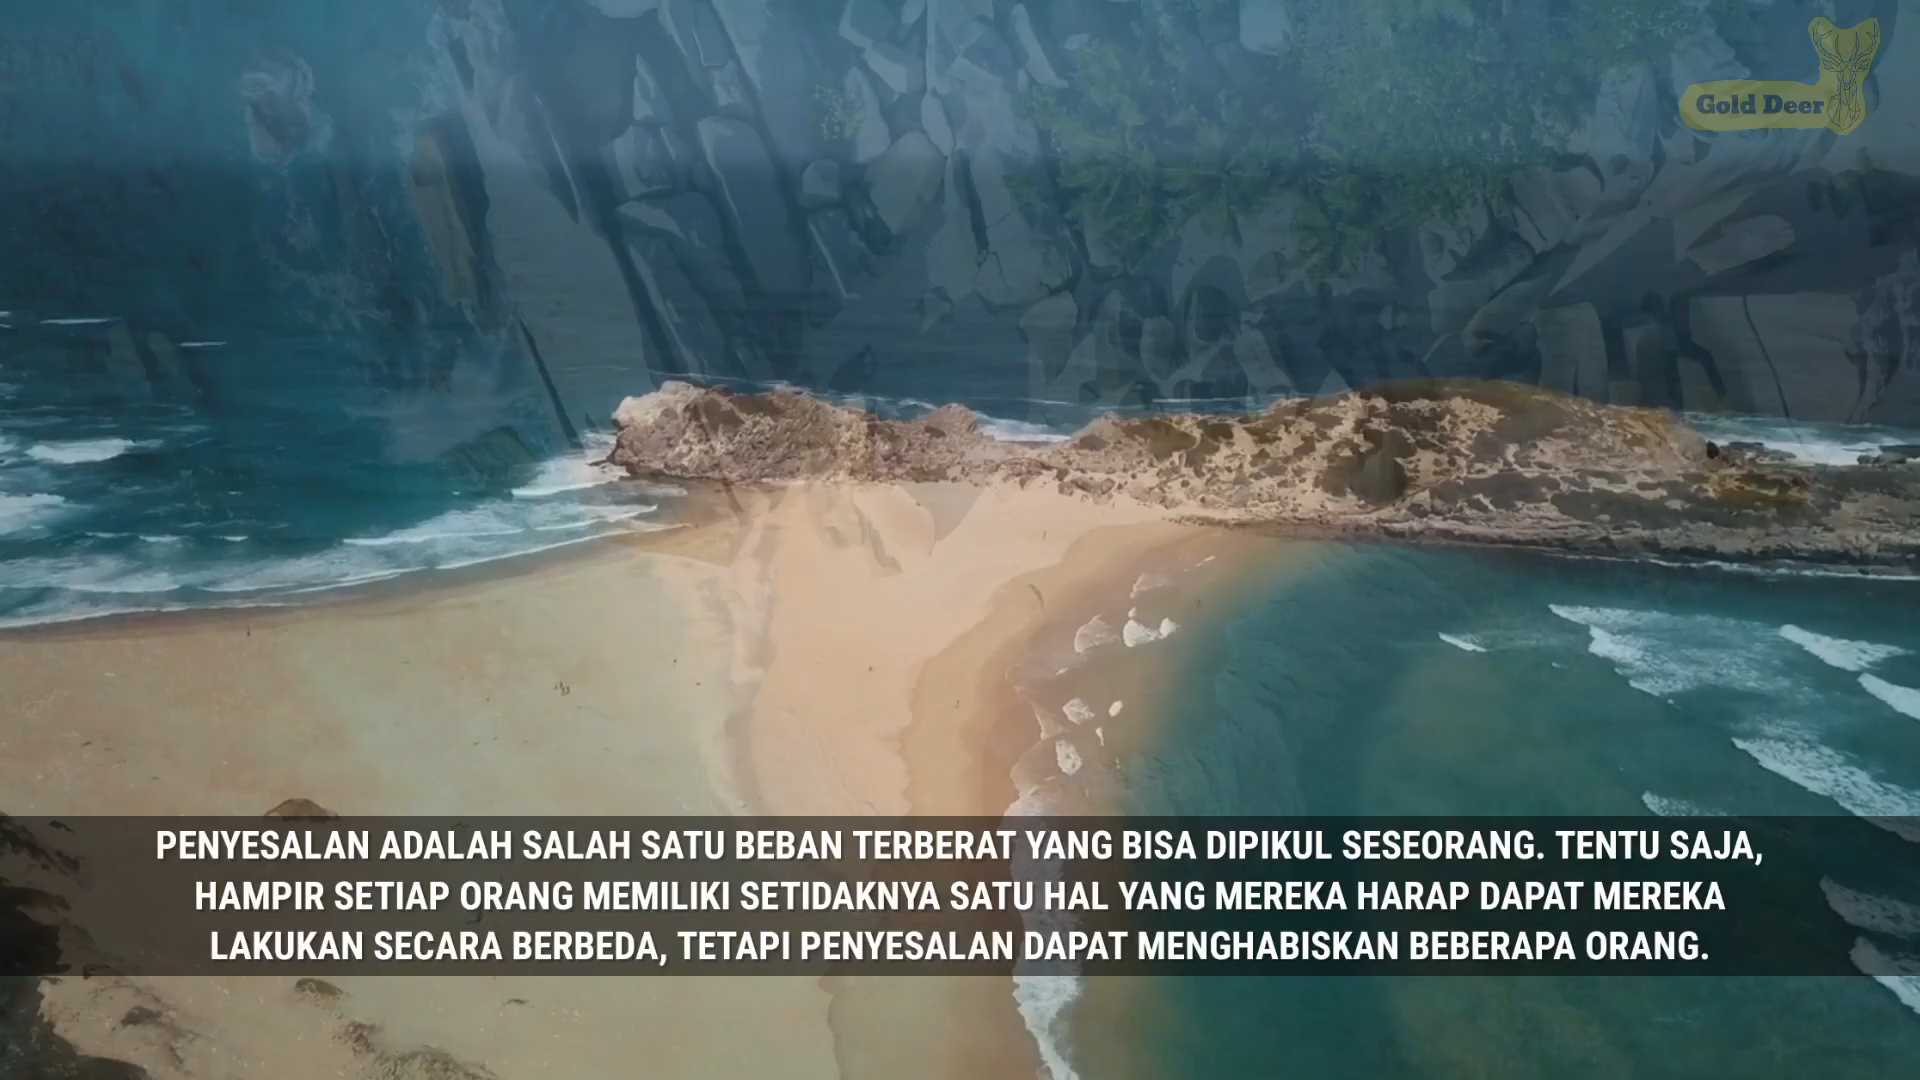 Gold Deer
PENYESALAN ADALAH SALAH SATU BEBAN TERBERAT YANG BISA DIPIKUL SESEORANG. TENTU SAJA,
HAMPIR SETIAP ORANG MEMILIKI SETIDAKNYA SATU HAL YANG MEREKA HARAP DAPAT MEREKA
LAKUKAN SECARA BERBEDA, TETAPI PENYESALAN DAPAT MENGHABISKAN BEBERAPA ORANG.